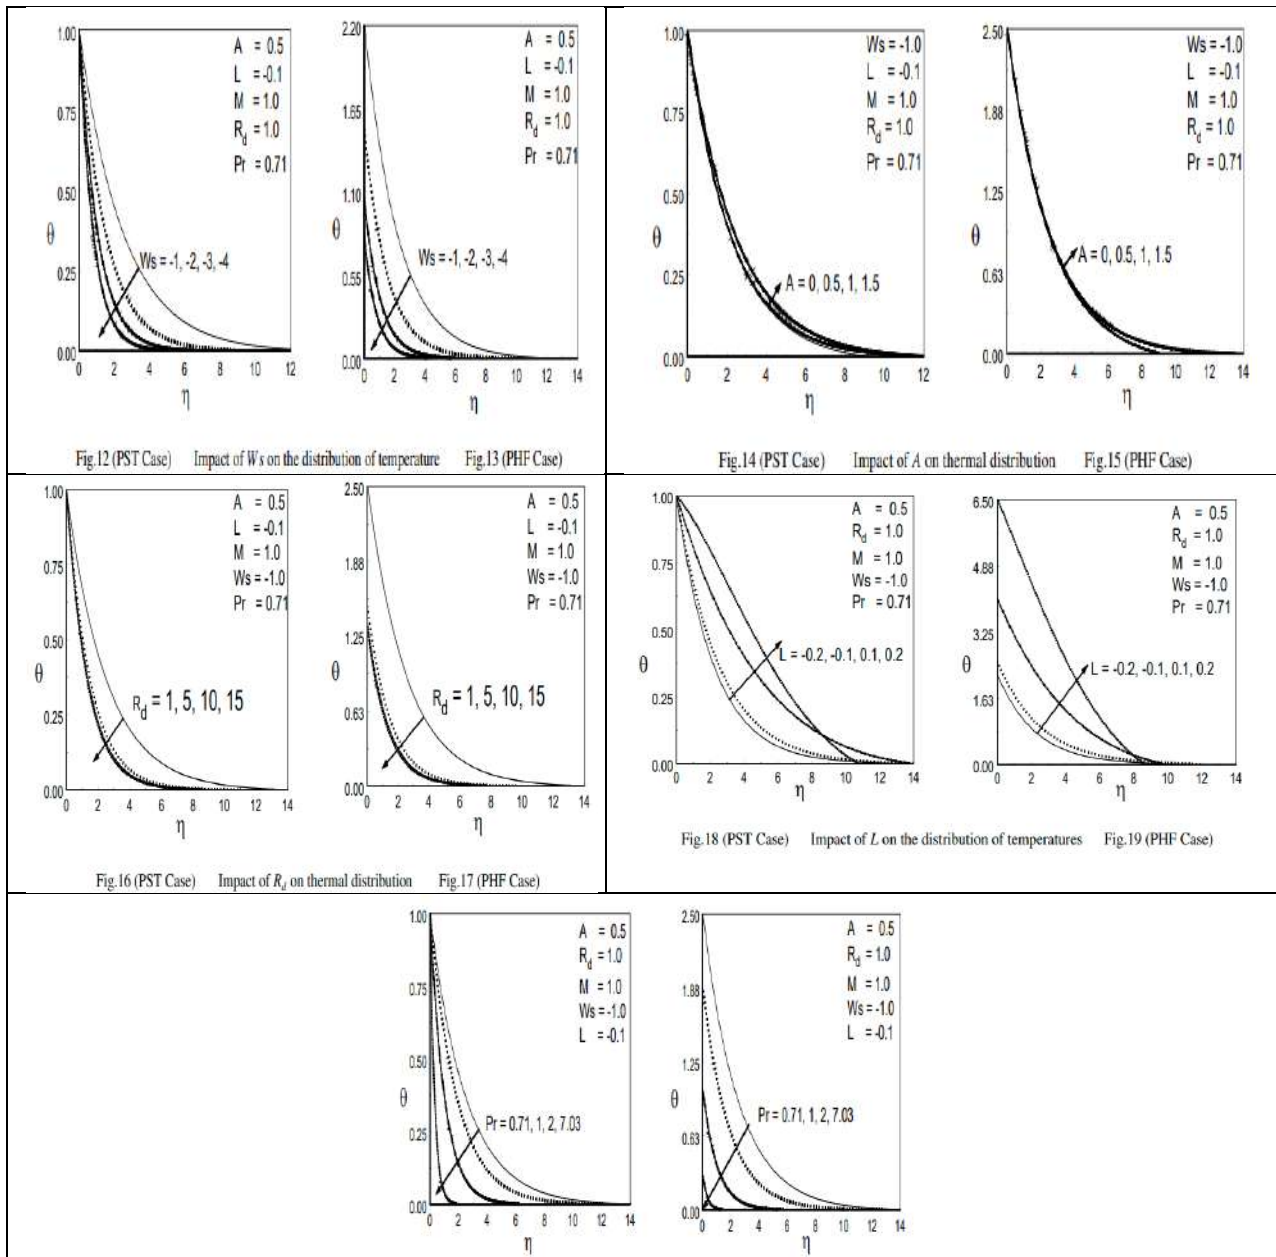 1.00
0.75
0.50
0.25
0.00
θ
A = 0.5
L = -0.1
M = 1.0
R_d = 1.0
Pr = 0.71
Ws = -1, -2, -3, -4
0 2 4 6 8 10 12
η
2.20
1.65
1.10
0.55
0.00
θ
A = 0.5
L = -0.1
M = 1.0
R_d = 1.0
Pr = 0.71
Ws = -1, -2, -3, -4
0 2 4 6 8 10 12 14
η
Fig.12 (PST Case) Impact of Ws on the distribution of temperature Fig.13 (PHF Case)
1.00
0.75
0.50
0.25
0.00
θ
Ws = -1.0
L = -0.1
M = 1.0
R_d = 1.0
Pr = 0.71
A = 0, 0.5, 1, 1.5
0 2 4 6 8 10 12
η
2.50
1.88
1.25
0.63
0.00
θ
Ws = -1.0
L = -0.1
M = 1.0
R_d = 1.0
Pr = 0.71
A = 0, 0.5, 1, 1.5
0 2 4 6 8 10 12 14
η
Fig.14 (PST Case) Impact of A on thermal distribution Fig.15 (PHF Case)
1.00
0.75
0.50
0.25
0.00
θ
A = 0.5
L = -0.1
M = 1.0
Ws = -1.0
Pr = 0.71
R_d = 1, 5, 10, 15
0 2 4 6 8 10 12 14
η
2.50
1.88
1.25
0.63
0.00
θ
A = 0.5
L = -0.1
M = 1.0
Ws = -1.0
Pr = 0.71
R_d = 1, 5, 10, 15
0 2 4 6 8 10 12 14
η
Fig.16 (PST Case) Impact of R_d on thermal distribution Fig.17 (PHF Case)
1.00
0.75
0.50
0.25
0.00
θ
A = 0.5
R_d = 1.0
M = 1.0
Ws = -1.0
Pr = 0.71
L = -0.2, -0.1, 0.1, 0.2
0 2 4 6 8 10 12 14
η
6.50
4.88
3.25
1.63
0.00
θ
A = 0.5
R_d = 1.0
M = 1.0
Ws = -1.0
Pr = 0.71
L = -0.2, -0.1, 0.1, 0.2
0 2 4 6 8 10 12 14
η
Fig.18 (PST Case) Impact of L on the distribution of temperatures Fig.19 (PHF Case)
1.00
0.75
0.50
0.25
0.00
θ
A = 0.5
R_d = 1.0
M = 1.0
Ws = -1.0
L = -0.1
Pr = 0.71, 1, 2, 7.03
0 2 4 6 8 10 12 14
η
2.50
1.88
1.25
0.63
0.00
θ
A = 0.5
R_d = 1.0
M = 1.0
Ws = -1.0
L = -0.1
Pr = 0.71, 1, 2, 7.03
0 2 4 6 8 10 12 14
η